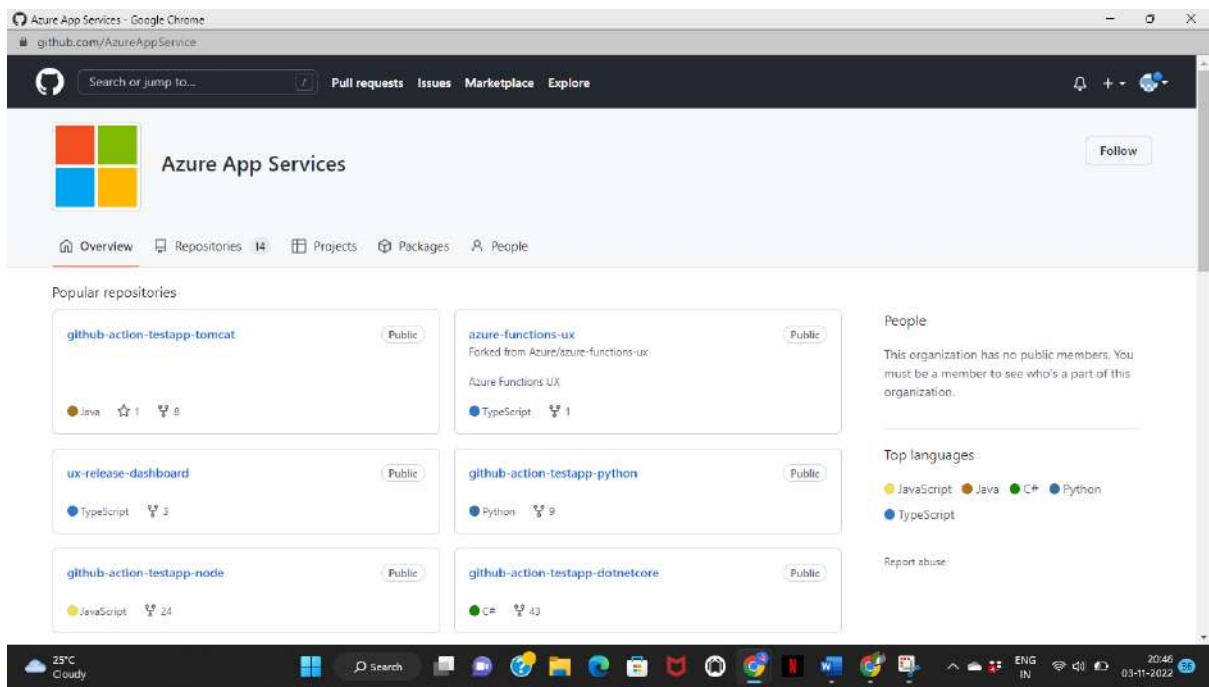 Azure App Services - Google Chrome
github.com/AzureAppService
Search or jump to... / Pull requests Issues Marketplace Explore
Azure App Services
Follow
Overview Repositories 14 Projects Packages People
Popular repositories
github-action-testapp-tomcat Public
Java 1 8
azure-functions-ux Public
Forked from Azure/azure-functions-ux
Azure Functions UX
TypeScript 1
ux-release-dashboard Public
TypeScript 3
github-action-testapp-python Public
Python 9
github-action-testapp-node Public
JavaScript 24
github-action-testapp-dotnetcore Public
C# 43
People
This organization has no public members. You
must be a member to see who's a part of this
organization.
Top languages
JavaScript Java C# Python
TypeScript
Report abuse
25°C
Cloudy
Search
ENG
IN
20:46
03-11-2022
36